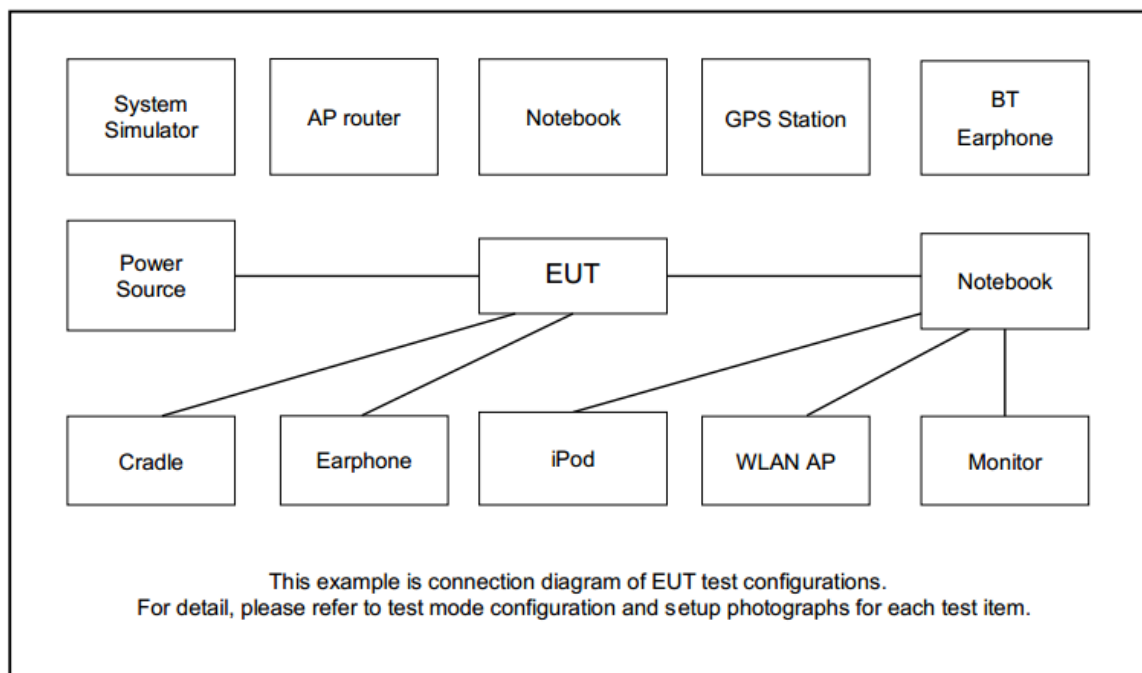 System
Simulator
AP router
Notebook
GPS Station
BT
Earphone
Power
Source
EUT
Notebook
Cradle
Earphone
iPod
WLAN AP
Monitor
This example is connection diagram of EUT test configurations.
For detail, please refer to test mode configuration and setup photographs for each test item.